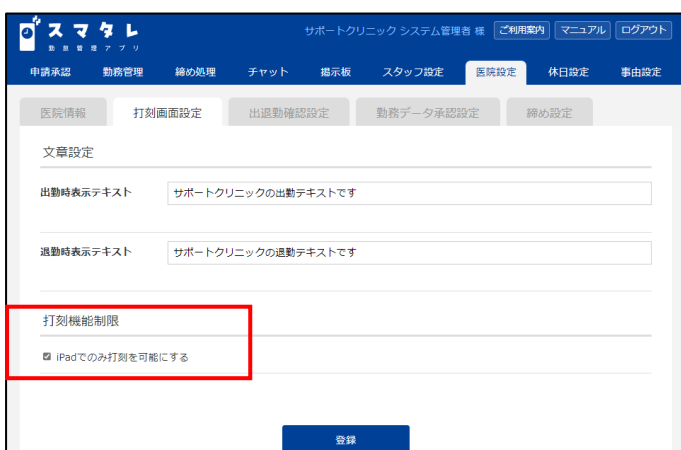 スマタレ
勤怠管理アプリ
サポートクリニック システム管理者 様 ご利用案内 マニュアル ログアウト
申請承認 勤務管理 締め処理 チャット 掲示板 スタッフ設定 医院設定 休日設定 事由設定
医院情報 打刻画面設定 出退勤確認設定 勤務データ承認設定 締め設定
文章設定
出勤時表示テキスト サポートクリニックの出勤テキストです
退勤時表示テキスト サポートクリニックの退勤テキストです
打刻機能制限
iPadでのみ打刻を可能にする
登録